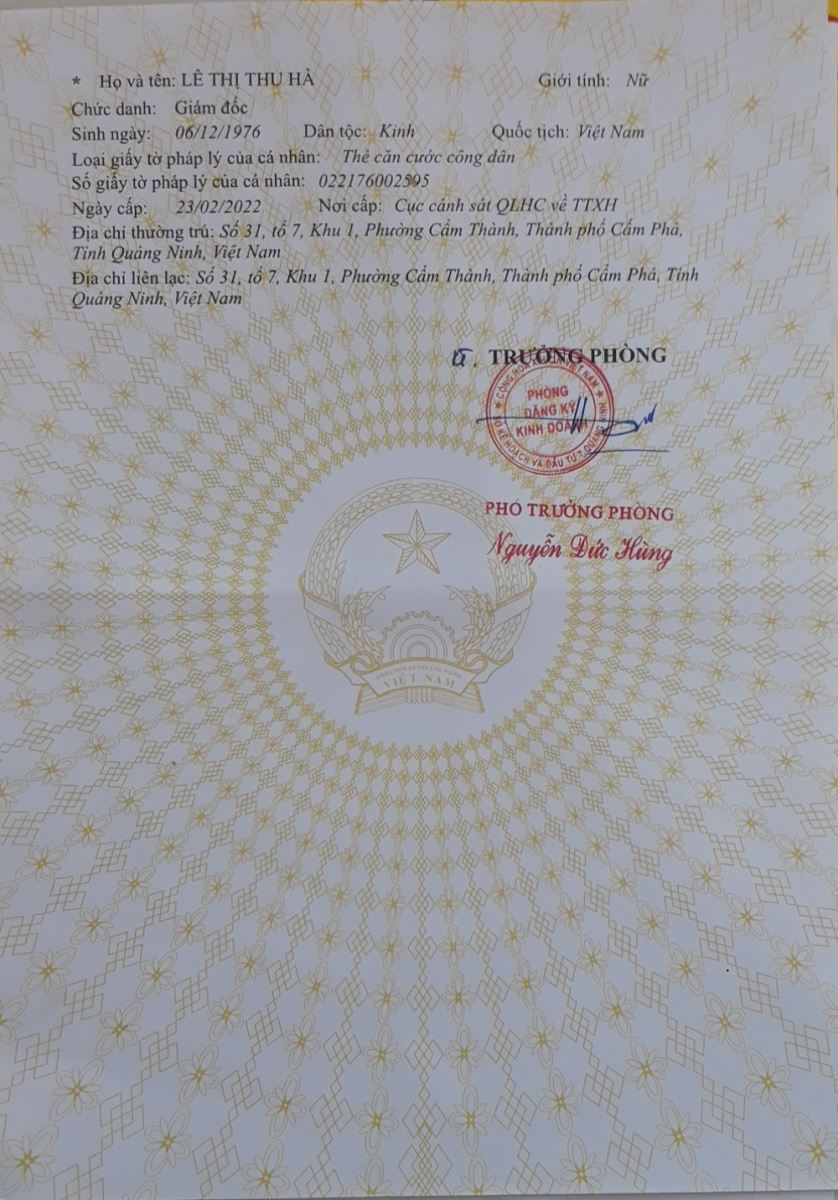 * Họ và tên: LÊ THỊ THU HÀ Giới tính: Nữ
Chức danh: Giám đốc
Sinh ngày: 06/12/1976 Dân tộc: Kinh Quốc tịch: Việt Nam
Loại giấy tờ pháp lý của cá nhân: Thẻ căn cước công dân
Số giấy tờ pháp lý của cá nhân: 022176002595
Ngày cấp: 23/02/2022 Nơi cấp: Cục cảnh sát QLHC về TTXH
Địa chỉ thường trú: Số 31, tổ 7, Khu 1, Phường Cẩm Thành, Thành phố Cẩm Phả,
Tỉnh Quảng Ninh, Việt Nam
Địa chỉ liên lạc: Số 31, tổ 7, Khu 1, Phường Cẩm Thành, Thành phố Cẩm Phả, Tỉnh
Quảng Ninh, Việt Nam
TRƯỞNG PHÒNG
PHÒNG
ĐĂNG KÝ
KINH DOANH
PHÓ TRƯỞNG PHÒNG
Nguyễn Đức Hùng
VIỆT NAM